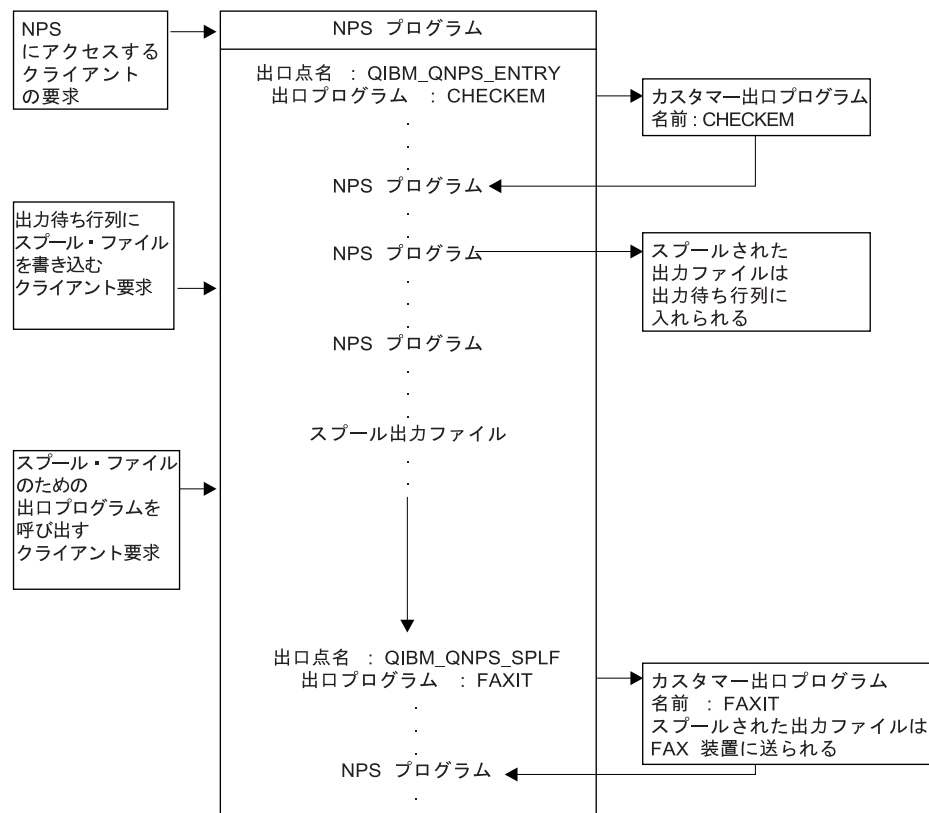 NPS
にアクセスする
クライアント
の要求
NPS プログラム
出口点名 : QIBM_QNPS_ENTRY
出口プログラム : CHECKEM
カスタマー出口プログラム
名前 : CHECKEM
NPS プログラム
出力待ち行列に
スプール・ファイル
を書き込む
クライアント要求
NPS プログラム
スプールされた
出力ファイルは
出力待ち行列に
入れられる
NPS プログラム
スプール出力ファイル
スプール・ファイル
のための
出口プログラムを
呼び出す
クライアント要求
出口点名 : QIBM_QNPS_SPLF
出口プログラム : FAXIT
カスタマー出口プログラム
名前 : FAXIT
スプールされた出力ファイルは
FAX 装置に送られる
NPS プログラム